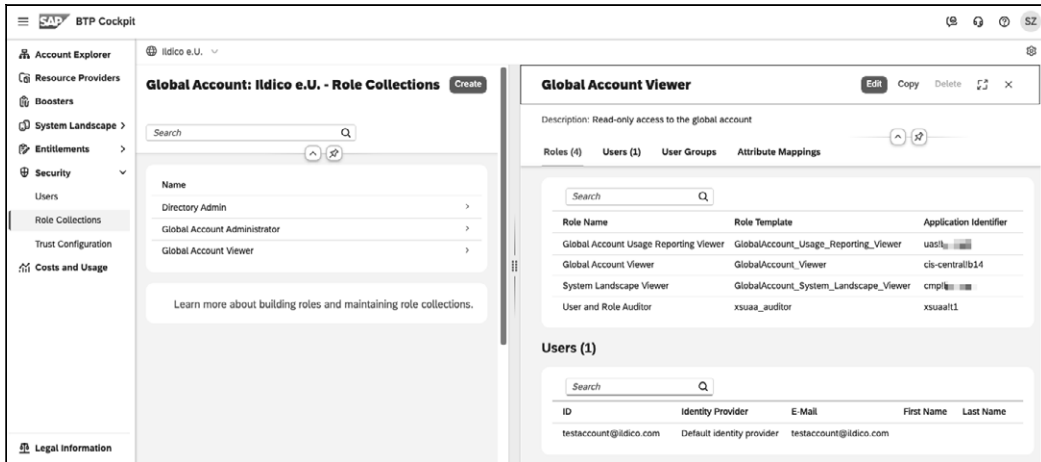 SAP BTP Cockpit
SZ
Account Explorer
Resource Providers
Boosters
System Landscape
Entitlements
Security
Users
Role Collections
Trust Configuration
Costs and Usage
Legal Information
Ildico e.U.
Global Account: Ildico e.U. - Role Collections Create
Search
Name
Directory Admin
Global Account Administrator
Global Account Viewer
Learn more about building roles and maintaining role collections.
Global Account Viewer Edit Copy Delete
Description: Read-only access to the global account
Roles (4) Users (1) User Groups Attribute Mappings
Search
Role Name Role Template Application Identifier
Global Account Usage Reporting Viewer GlobalAccount_Usage_Reporting_Viewer uas!
Global Account Viewer GlobalAccount_Viewer cis-central!b14
System Landscape Viewer GlobalAccount_System_Landscape_Viewer cmp!
User and Role Auditor xsuaa_auditor xsuaa!t1
Users (1)
Search
ID Identity Provider E-Mail First Name Last Name
testaccount@ildico.com Default identity provider testaccount@ildico.com